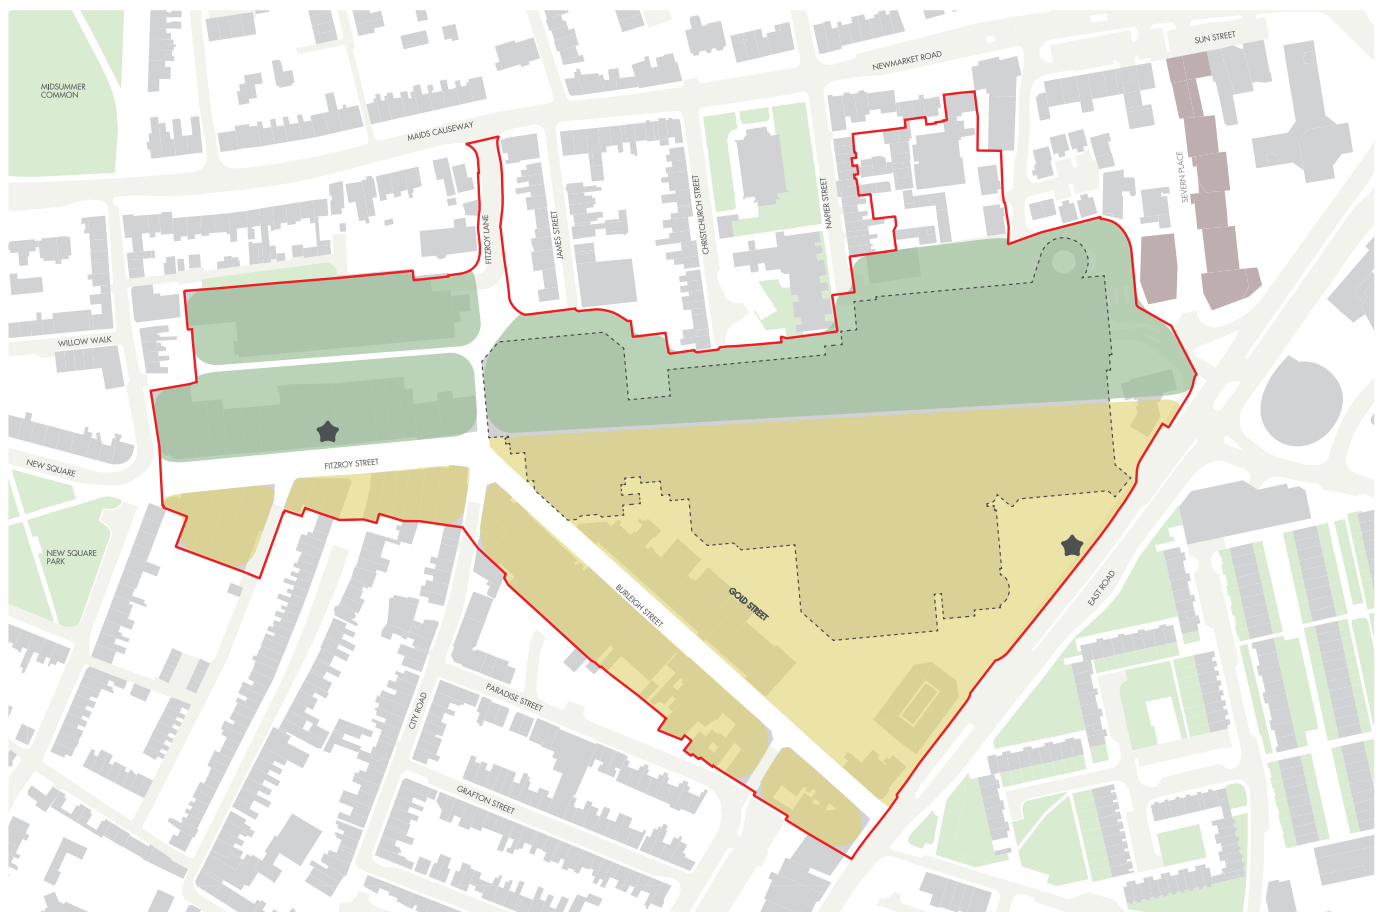 SUN STREET
NEWMARKET ROAD
MIDSUMMER
COMMON
MAIDS CAUSEWAY
SEVERN PLACE
CHRISTCHURCH STREET
NAPIER STREET
JAMES STREET
FITZROY LANE
WILLOW WALK
FITZROY STREET
NEW SQUARE
NEW SQUARE
PARK
BURLEIGH STREET
GOLD STREET
EAST ROAD
PARADISE STREET
CITY ROAD
GRAFTON STREET